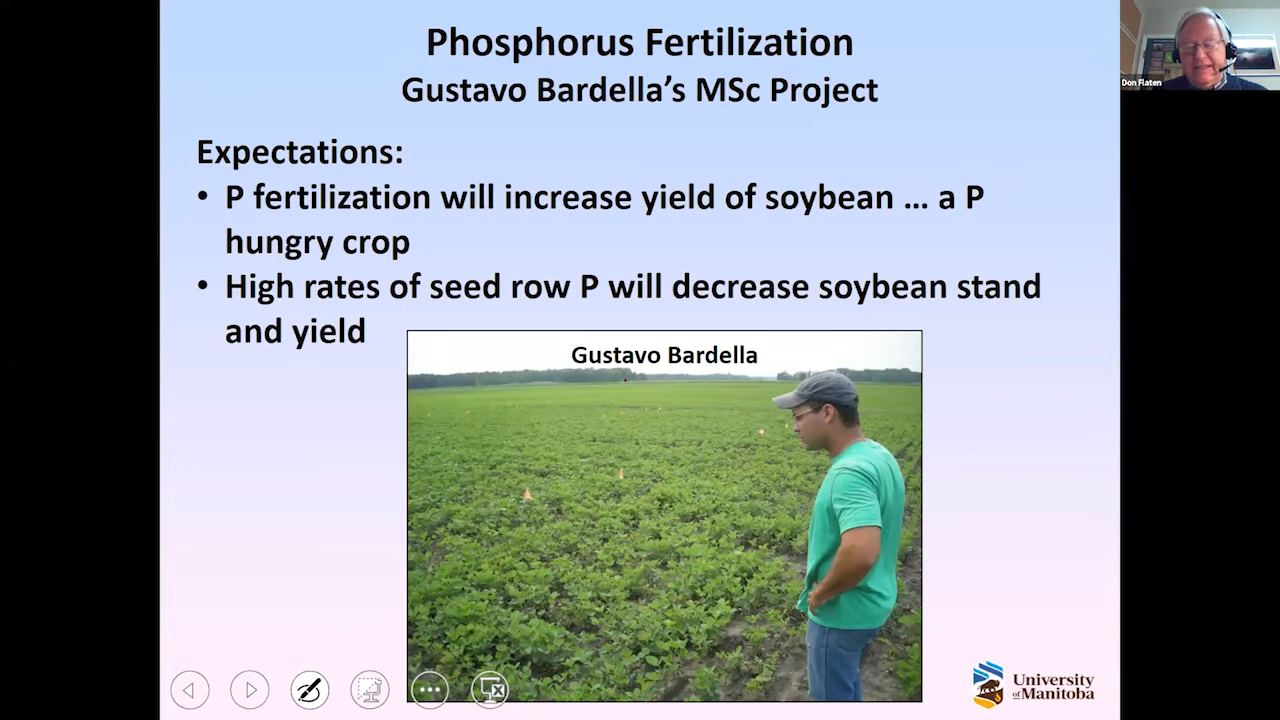 Phosphorus Fertilization
Gustavo Bardella's MSc Project
Expectations:
• P fertilization will increase yield of soybean ... a P
hungry crop
• High rates of seed row P will decrease soybean stand
and yield
Gustavo Bardella
Don Flaten
University
of Manitoba